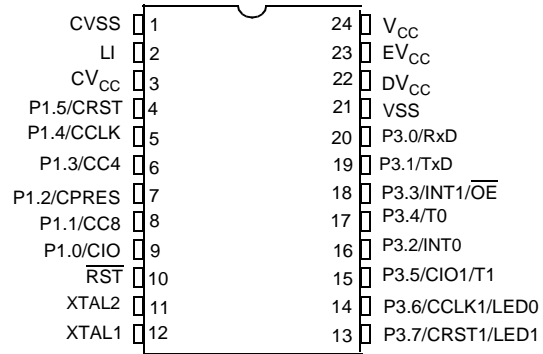 CVSS 1 24 VCC
LI 2 23 EVCC
CVCC 3 22 DVCC
P1.5/CRST 4 21 VSS
P1.4/CCLK 5 20 P3.0/RxD
P1.3/CC4 6 19 P3.1/TxD
P1.2/CPRES 7 18 P3.3/INT1/OE
P1.1/CC8 8 17 P3.4/T0
P1.0/CIO 9 16 P3.2/INT0
RST 10 15 P3.5/CIO1/T1
XTAL2 11 14 P3.6/CCLK1/LED0
XTAL1 12 13 P3.7/CRST1/LED1